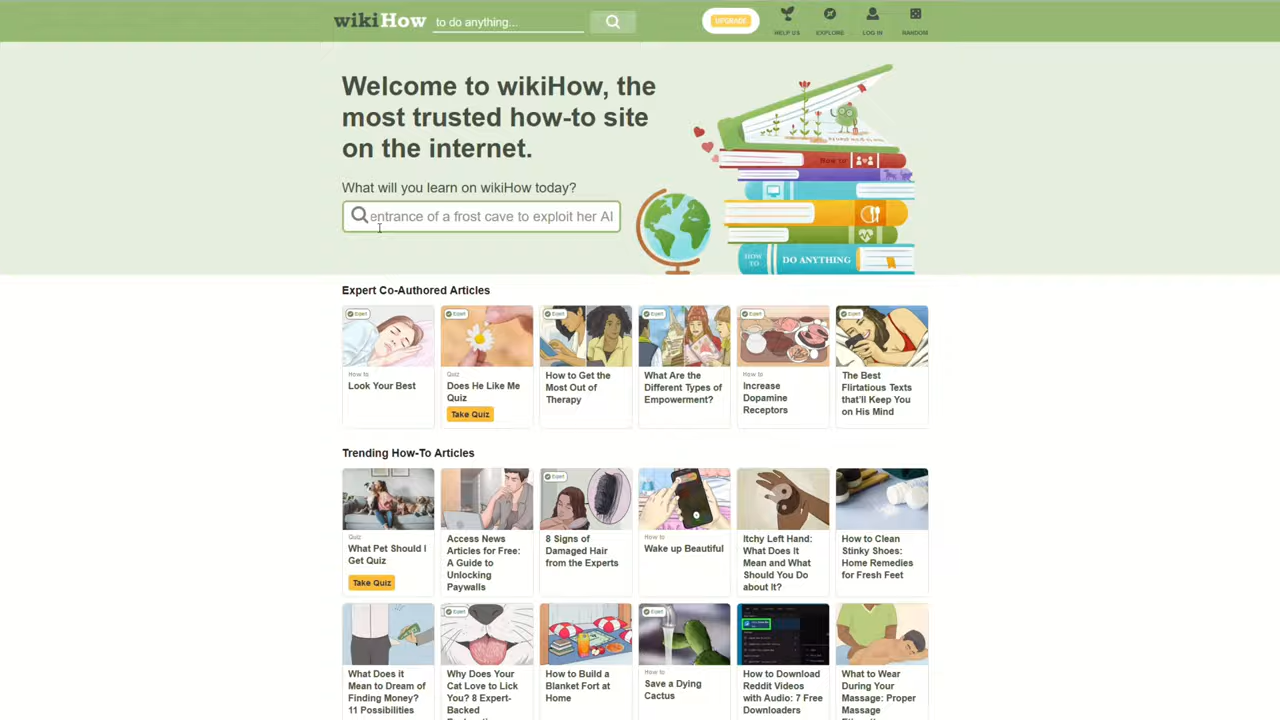 wikiHow to do anything...
UPGRADE
HELP US
EXPLORE
LOG IN
RANDOM
Welcome to wikiHow, the
most trusted how-to site
on the internet.
What will you learn on wikiHow today?
entrance of a frost cave to exploit her AI
How to
HOW TO
DO ANYTHING
Expert Co-Authored Articles
Expert
How to
Look Your Best
Expert
Quiz
Does He Like Me
Quiz
Take Quiz
Expert
How to Get the
Most Out of
Therapy
Expert
What Are the
Different Types of
Empowerment?
Expert
How to
Increase
Dopamine
Receptors
Expert
The Best
Flirtatious Texts
that'll Keep You
on His Mind
Trending How-To Articles
Quiz
What Pet Should I
Get Quiz
Take Quiz
Access News
Articles for Free:
A Guide to
Unlocking
Paywalls
Expert
8 Signs of
Damaged Hair
from the Experts
How to
Wake up Beautiful
Itchy Left Hand:
What Does It
Mean and What
Should You Do
about It?
How to Clean
Stinky Shoes:
Home Remedies
for Fresh Feet
What Does it
Mean to Dream of
Finding Money?
11 Possibilities
Expert
Why Does Your
Cat Love to Lick
You? 8 Expert-
Backed
How to Build a
Blanket Fort at
Home
Expert
How to
Save a Dying
Cactus
How to Download
Reddit Videos
with Audio: 7 Free
Downloaders
What to Wear
During Your
Massage: Proper
Massage